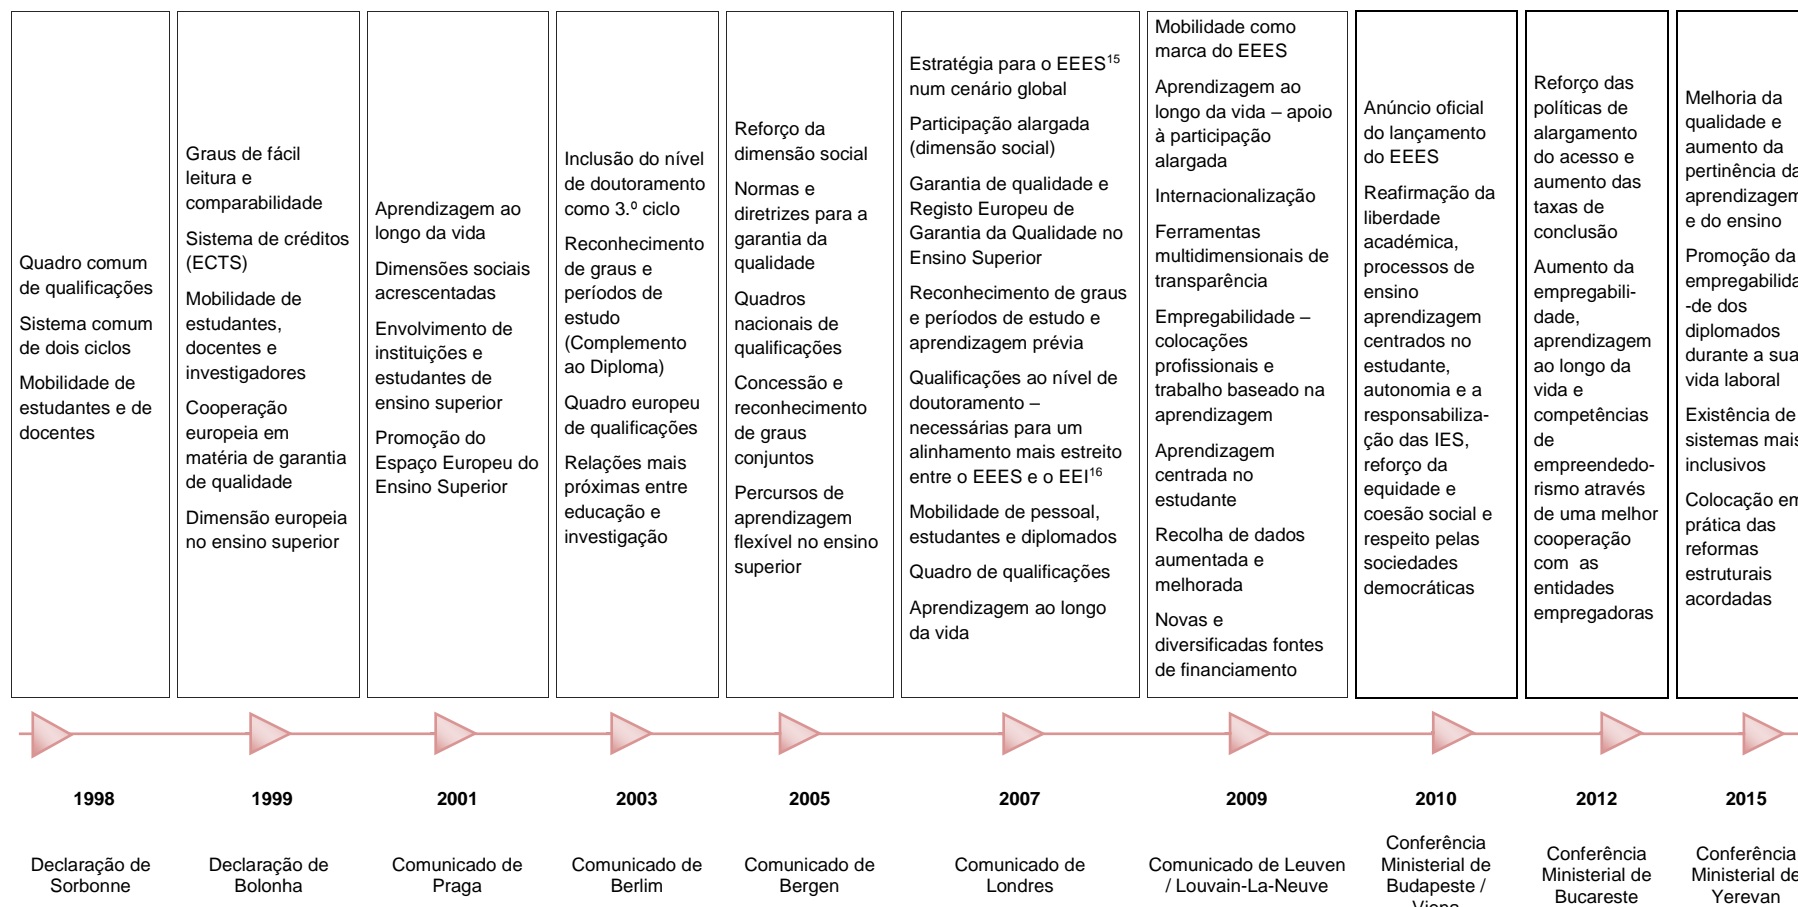 Quadro comum
de qualificações
Sistema comum
de dois ciclos
Mobilidade de
estudantes e de
docentes
Graus de fácil
leitura e
comparabilidade
Sistema de créditos
(ECTS)
Mobilidade de
estudantes,
docentes e
investigadores
Cooperação
europeia em
matéria de garantia
de qualidade
Dimensão europeia
no ensino superior
Aprendizagem ao
longo da vida
Dimensões sociais
acrescentadas
Envolvimento de
instituições e
estudantes de
ensino superior
Promoção do
Espaço Europeu do
Ensino Superior
Inclusão do nível
de doutoramento
como 3.º ciclo
Reconhecimento
de graus e
períodos de
estudo
(Complemento
ao Diploma)
Quadro europeu
de qualificações
Relações mais
próximas entre
educação e
investigação
Reforço da
dimensão social
Normas e
diretrizes para a
garantia da
qualidade
Quadros
nacionais de
qualificações
Concessão e
reconhecimento
de graus
conjuntos
Percursos de
aprendizagem
flexível no ensino
superior
Estratégia para o EEES15
num cenário global
Participação alargada
(dimensão social)
Garantia de qualidade e
Registo Europeu de
Garantia da Qualidade no
Ensino Superior
Reconhecimento de graus
e períodos de estudo e
aprendizagem prévia
Qualificações ao nível de
doutoramento –
necessárias para um
alinhamento mais estreito
entre o EEES e o EEI16
Mobilidade de pessoal,
estudantes e diplomados
Quadro de qualificações
Aprendizagem ao longo
da vida
Mobilidade como
marca do EEES
Aprendizagem ao
longo da vida – apoio
à participação
alargada
Internacionalização
Ferramentas
multidimensionais de
transparência
Empregabilidade –
colocações
profissionais e
trabalho baseado na
aprendizagem
Aprendizagem
centrada no
estudante
Recolha de dados
aumentada e
melhorada
Novas e
diversificadas fontes
de financiamento
Anúncio oficial
do lançamento
do EEES
Reafirmação da
liberdade
académica,
processos de
ensino
aprendizagem
centrados no
estudante,
autonomia e a
responsabiliza-
ção das IES,
reforço da
equidade e
coesão social e
respeito pelas
sociedades
democráticas
Reforço das
políticas de
alargamento
do acesso e
aumento das
taxas de
conclusão
Aumento da
empregabili-
dade,
aprendizagem
ao longo da
vida e
competências
de
empreendedo-
rismo através
de uma melhor
cooperação
com as
entidades
empregadoras
Melhoria da
qualidade e
aumento da
pertinência da
aprendizagem
e do ensino
Promoção da
empregabilida
-de dos
diplomados
durante a sua
vida laboral
Existência de
sistemas mais
inclusivos
Colocação em
prática das
reformas
estruturais
acordadas
1998
1999
2001
2003
2005
2007
2009
2010
2012
2015
Declaração de
Sorbonne
Declaração de
Bolonha
Comunicado de
Praga
Comunicado de
Berlim
Comunicado de
Bergen
Comunicado de
Londres
Comunicado de Leuven
/ Louvain-La-Neuve
Conferência
Ministerial de
Budapeste /
Viena
Conferência
Ministerial de
Bucareste
Conferência
Ministerial de
Yerevan